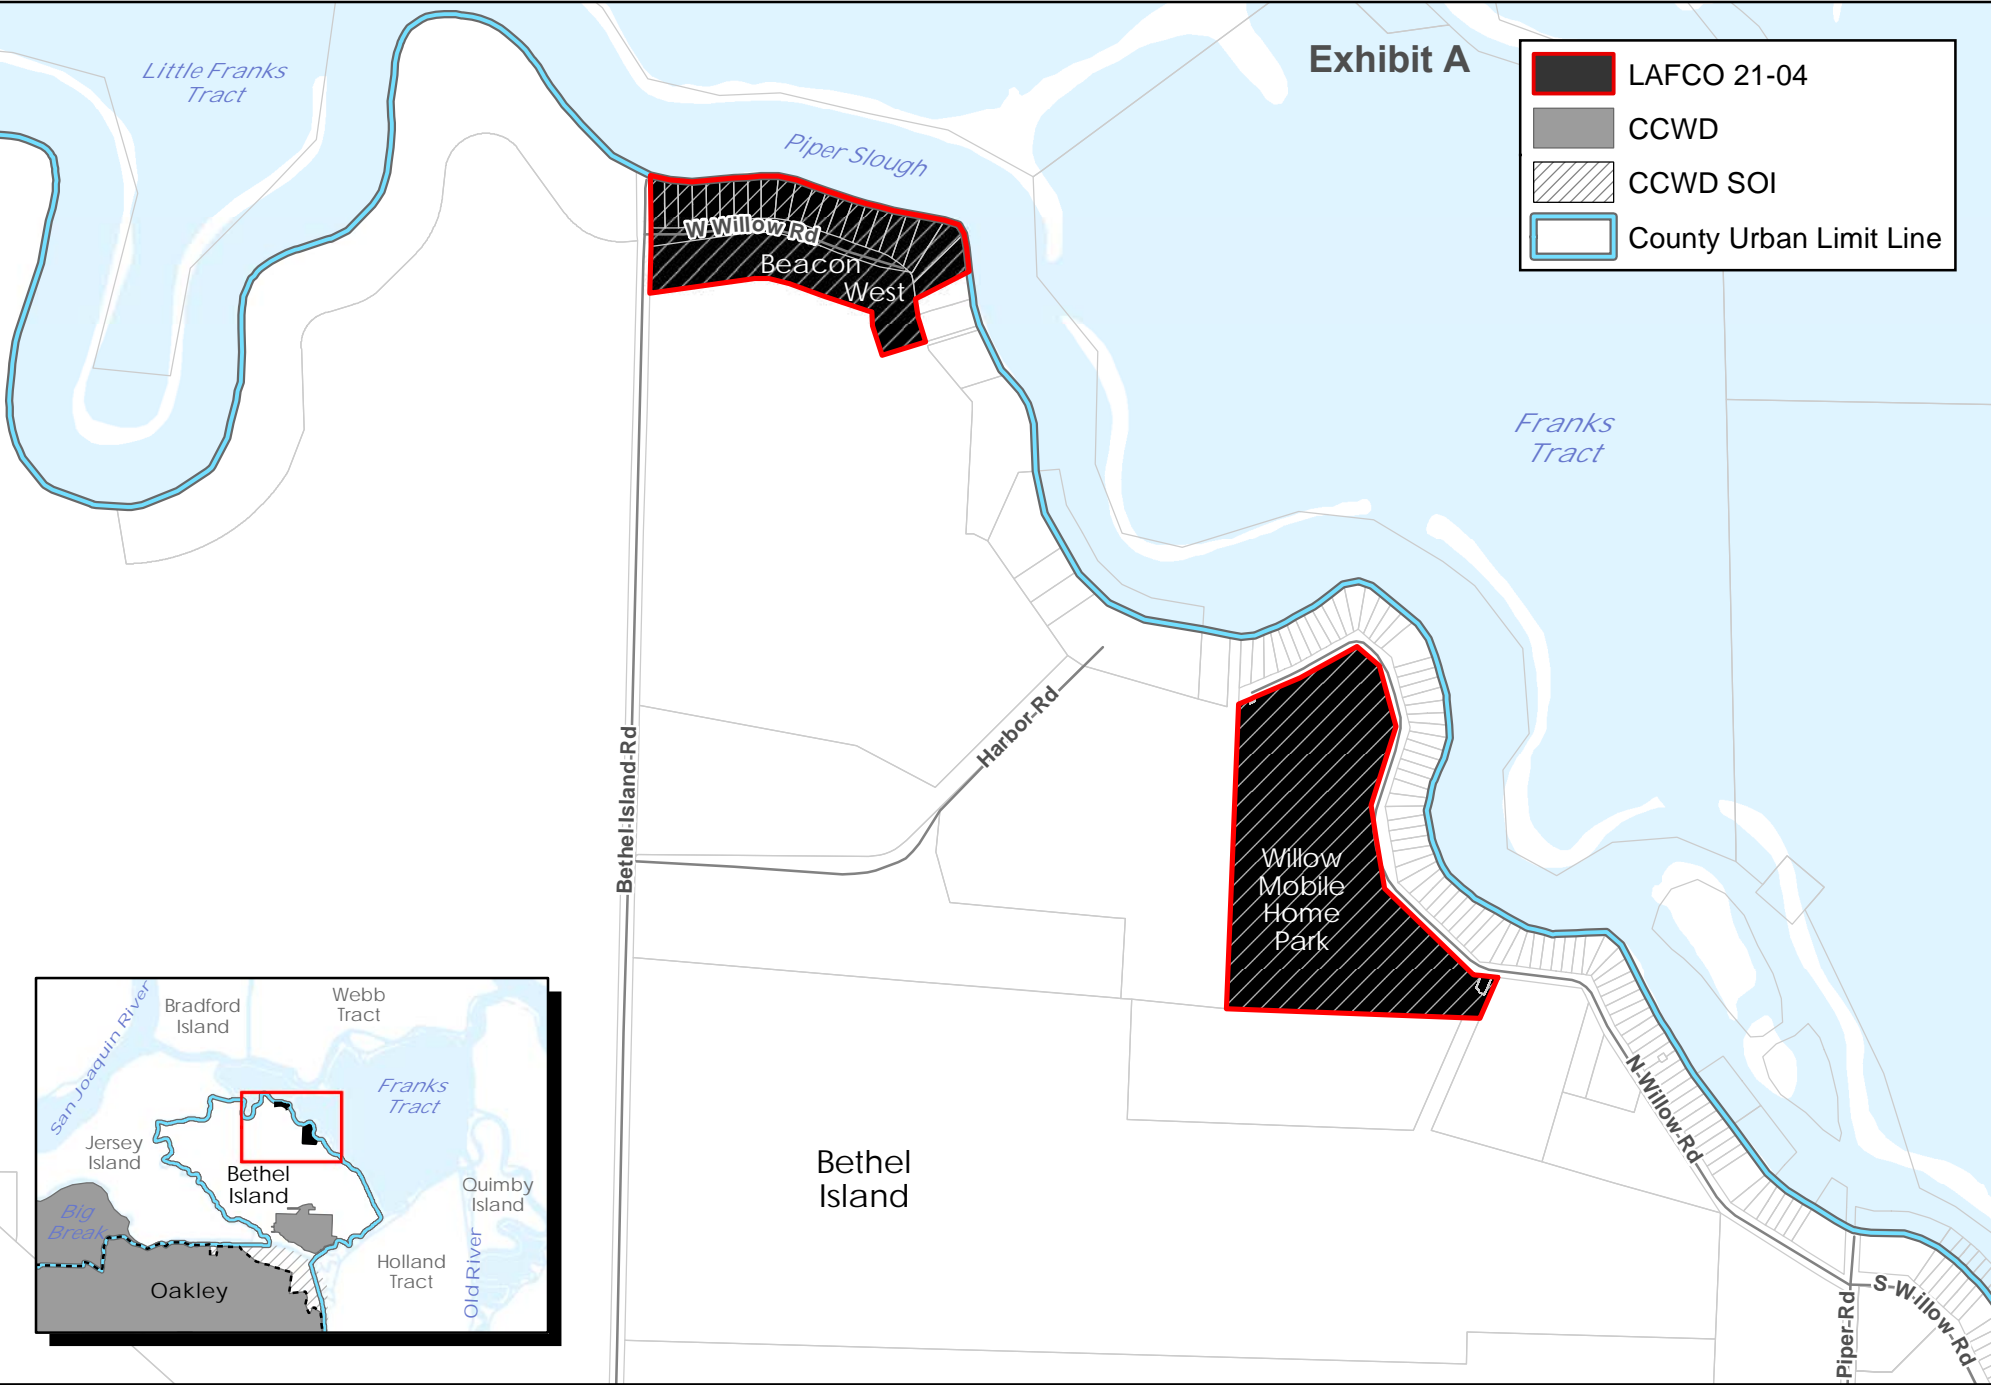 Exhibit A
LAFCO 21-04
CCWD
CCWD SOI
County Urban Limit Line
Little Franks
Tract
Piper Slough
W Willow Rd
Beacon
West
Franks
Tract
Bethel Island Rd
Harbor Rd
Willow
Mobile
Home
Park
N Willow Rd
S Willow Rd
Piper Rd
Bethel
Island
San Joaquin River
Bradford
Island
Webb
Tract
Franks
Tract
Jersey
Island
Bethel
Island
Quimby
Island
Big
Break
Holland
Tract
Old River
Oakley